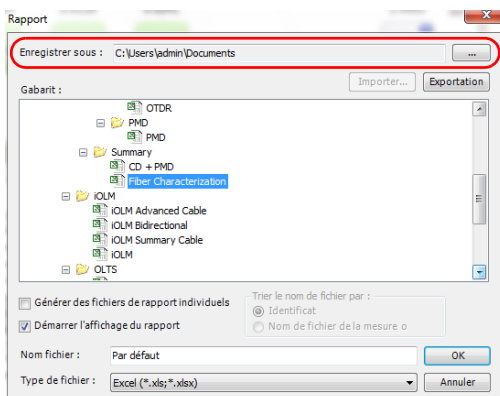 Rapport
Enregistrer sous : C:\Users\admin\Documents ...
Gabarit : Importer... Exportation
OTDR
PMD
PMD
Summary
CD + PMD
Fiber Characterization
iOLM
iOLM Advanced Cable
iOLM Bidirectional
iOLM Summary Cable
iOLM
OLTS
Générer des fichiers de rapport individuels
Démarrer l'affichage du rapport
Trier le nom de fichier par :
Identificat
Nom de fichier de la mesure o
Nom fichier : Par défaut OK
Type de fichier : Excel (*.xls;*.xlsx) Annuler